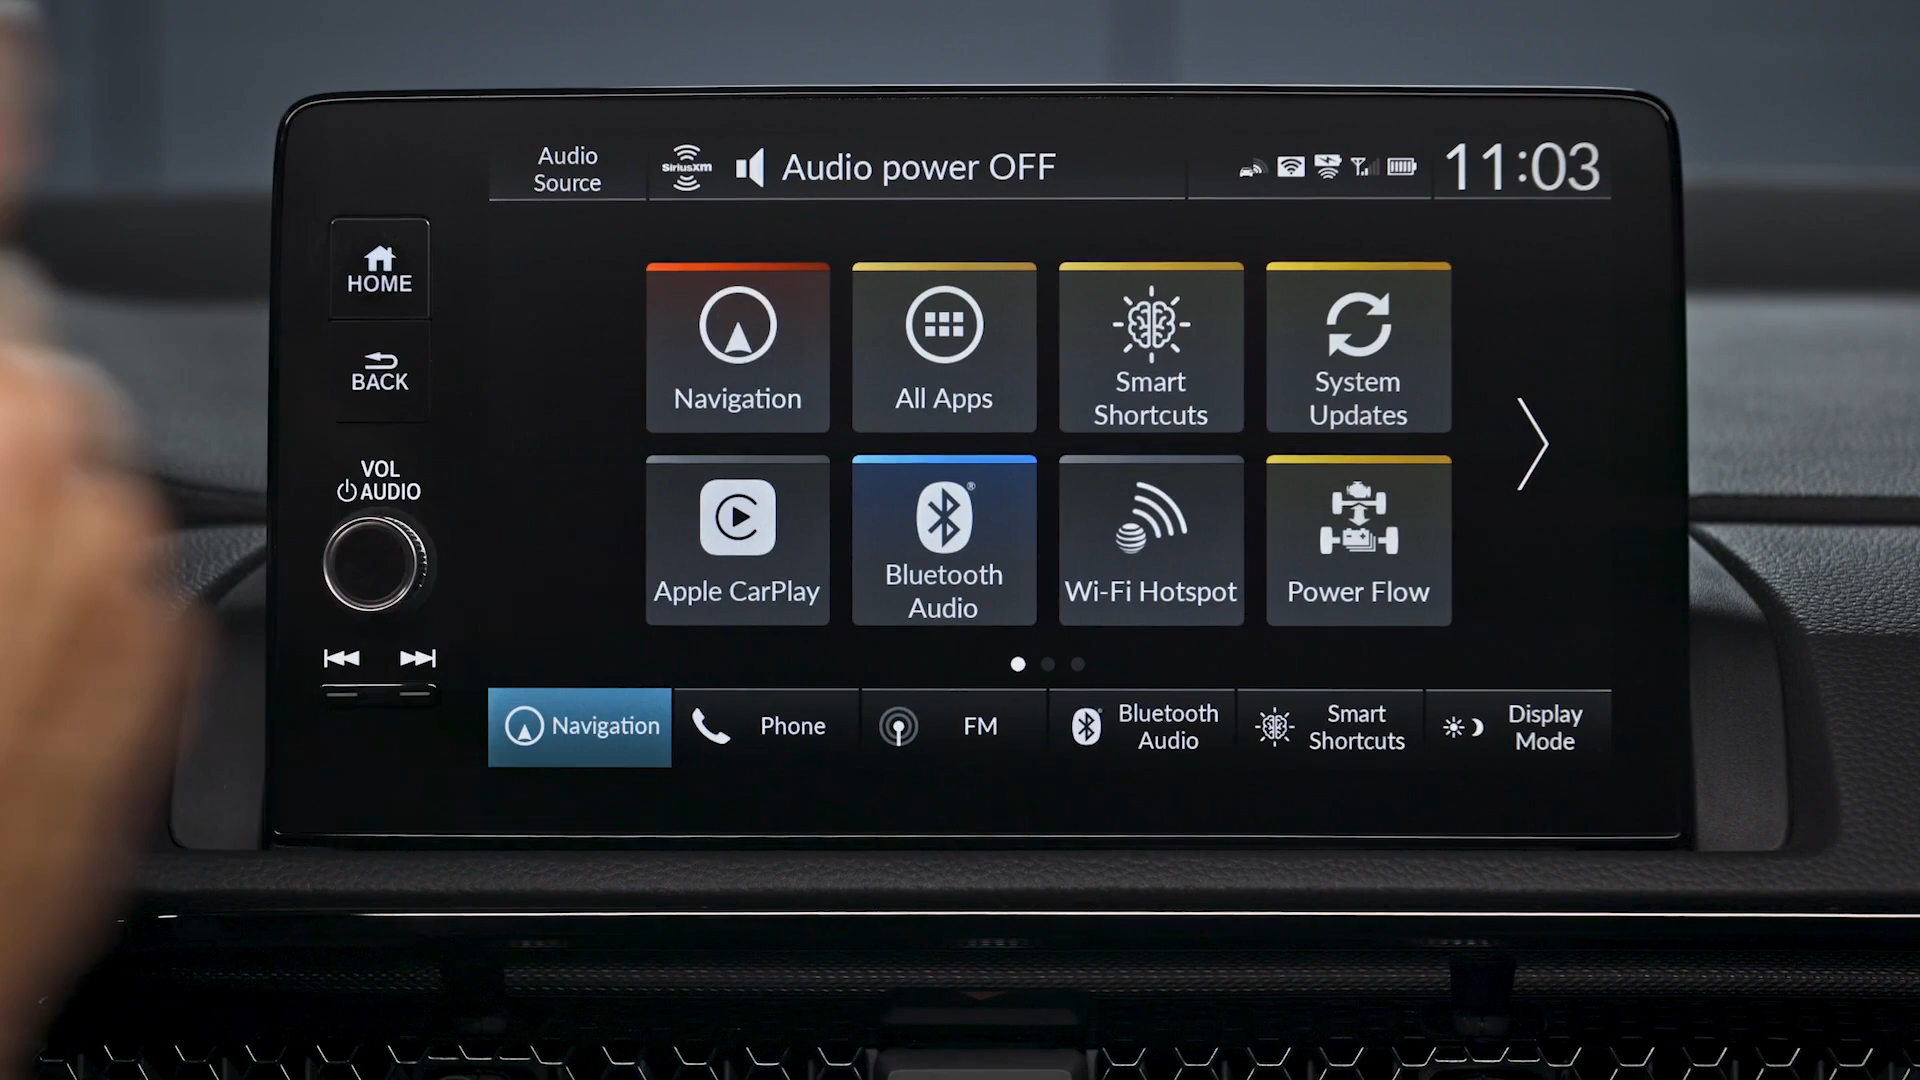 Audio
Source
SiriusXM
Audio power OFF
11:03
HOME
BACK
VOL
AUDIO
Navigation
All Apps
Smart
Shortcuts
System
Updates
Apple CarPlay
Bluetooth
Audio
Wi-Fi Hotspot
Power Flow
Navigation
Phone
FM
Bluetooth
Audio
Smart
Shortcuts
Display
Mode